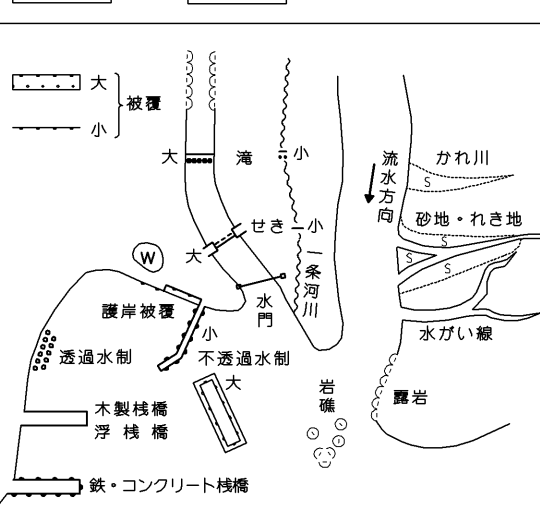 大
被覆
小
大
滝
小
流水方向
かれ川
S
砂地・れき地
S
S
S
せき
小
大
一条河川
W
護岸被覆
小
水門
水がい線
透過水制
不透過水制
大
岩礁
露岩
木製桟橋
浮桟橋
鉄・コンクリート桟橋